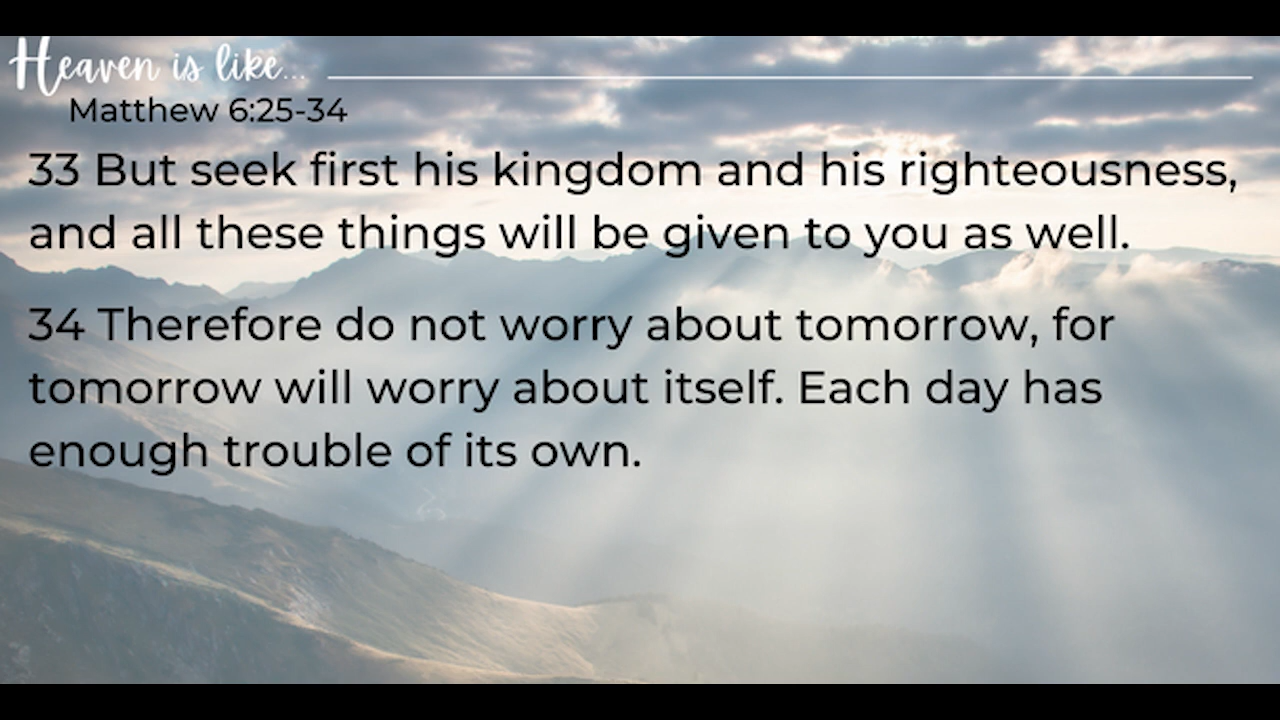 Heaven is like...
Matthew 6:25-34
33 But seek first his kingdom and his righteousness,
and all these things will be given to you as well.
34 Therefore do not worry about tomorrow, for
tomorrow will worry about itself. Each day has
enough trouble of its own.